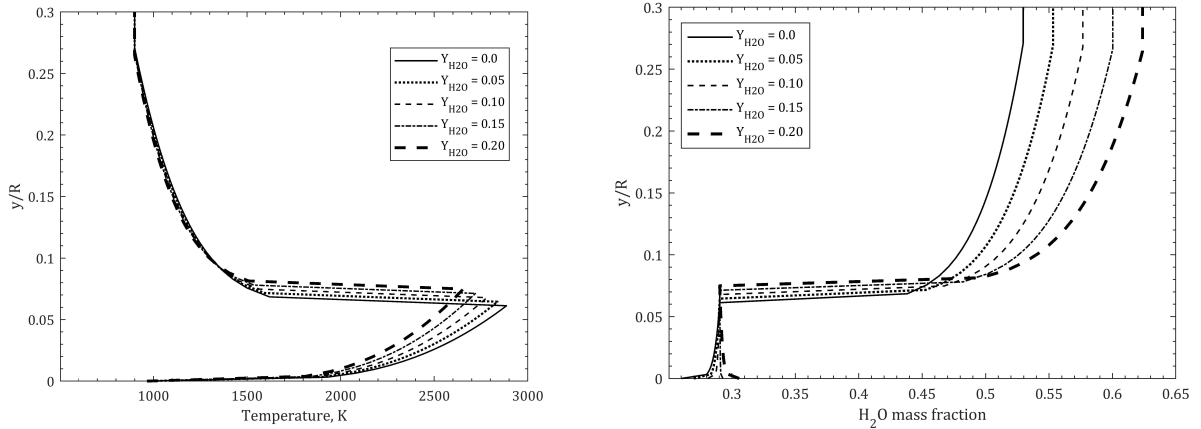 0.3
0.25
0.2
0.15
0.1
0.05
0
y/R
Y_H2O = 0.0
Y_H2O = 0.05
Y_H2O = 0.10
Y_H2O = 0.15
Y_H2O = 0.20
1000 1500 2000 2500 3000
Temperature, K
0.3
0.25
0.2
0.15
0.1
0.05
0
y/R
Y_H2O = 0.0
Y_H2O = 0.05
Y_H2O = 0.10
Y_H2O = 0.15
Y_H2O = 0.20
0.3 0.35 0.4 0.45 0.5 0.55 0.6 0.65
H_2O mass fraction